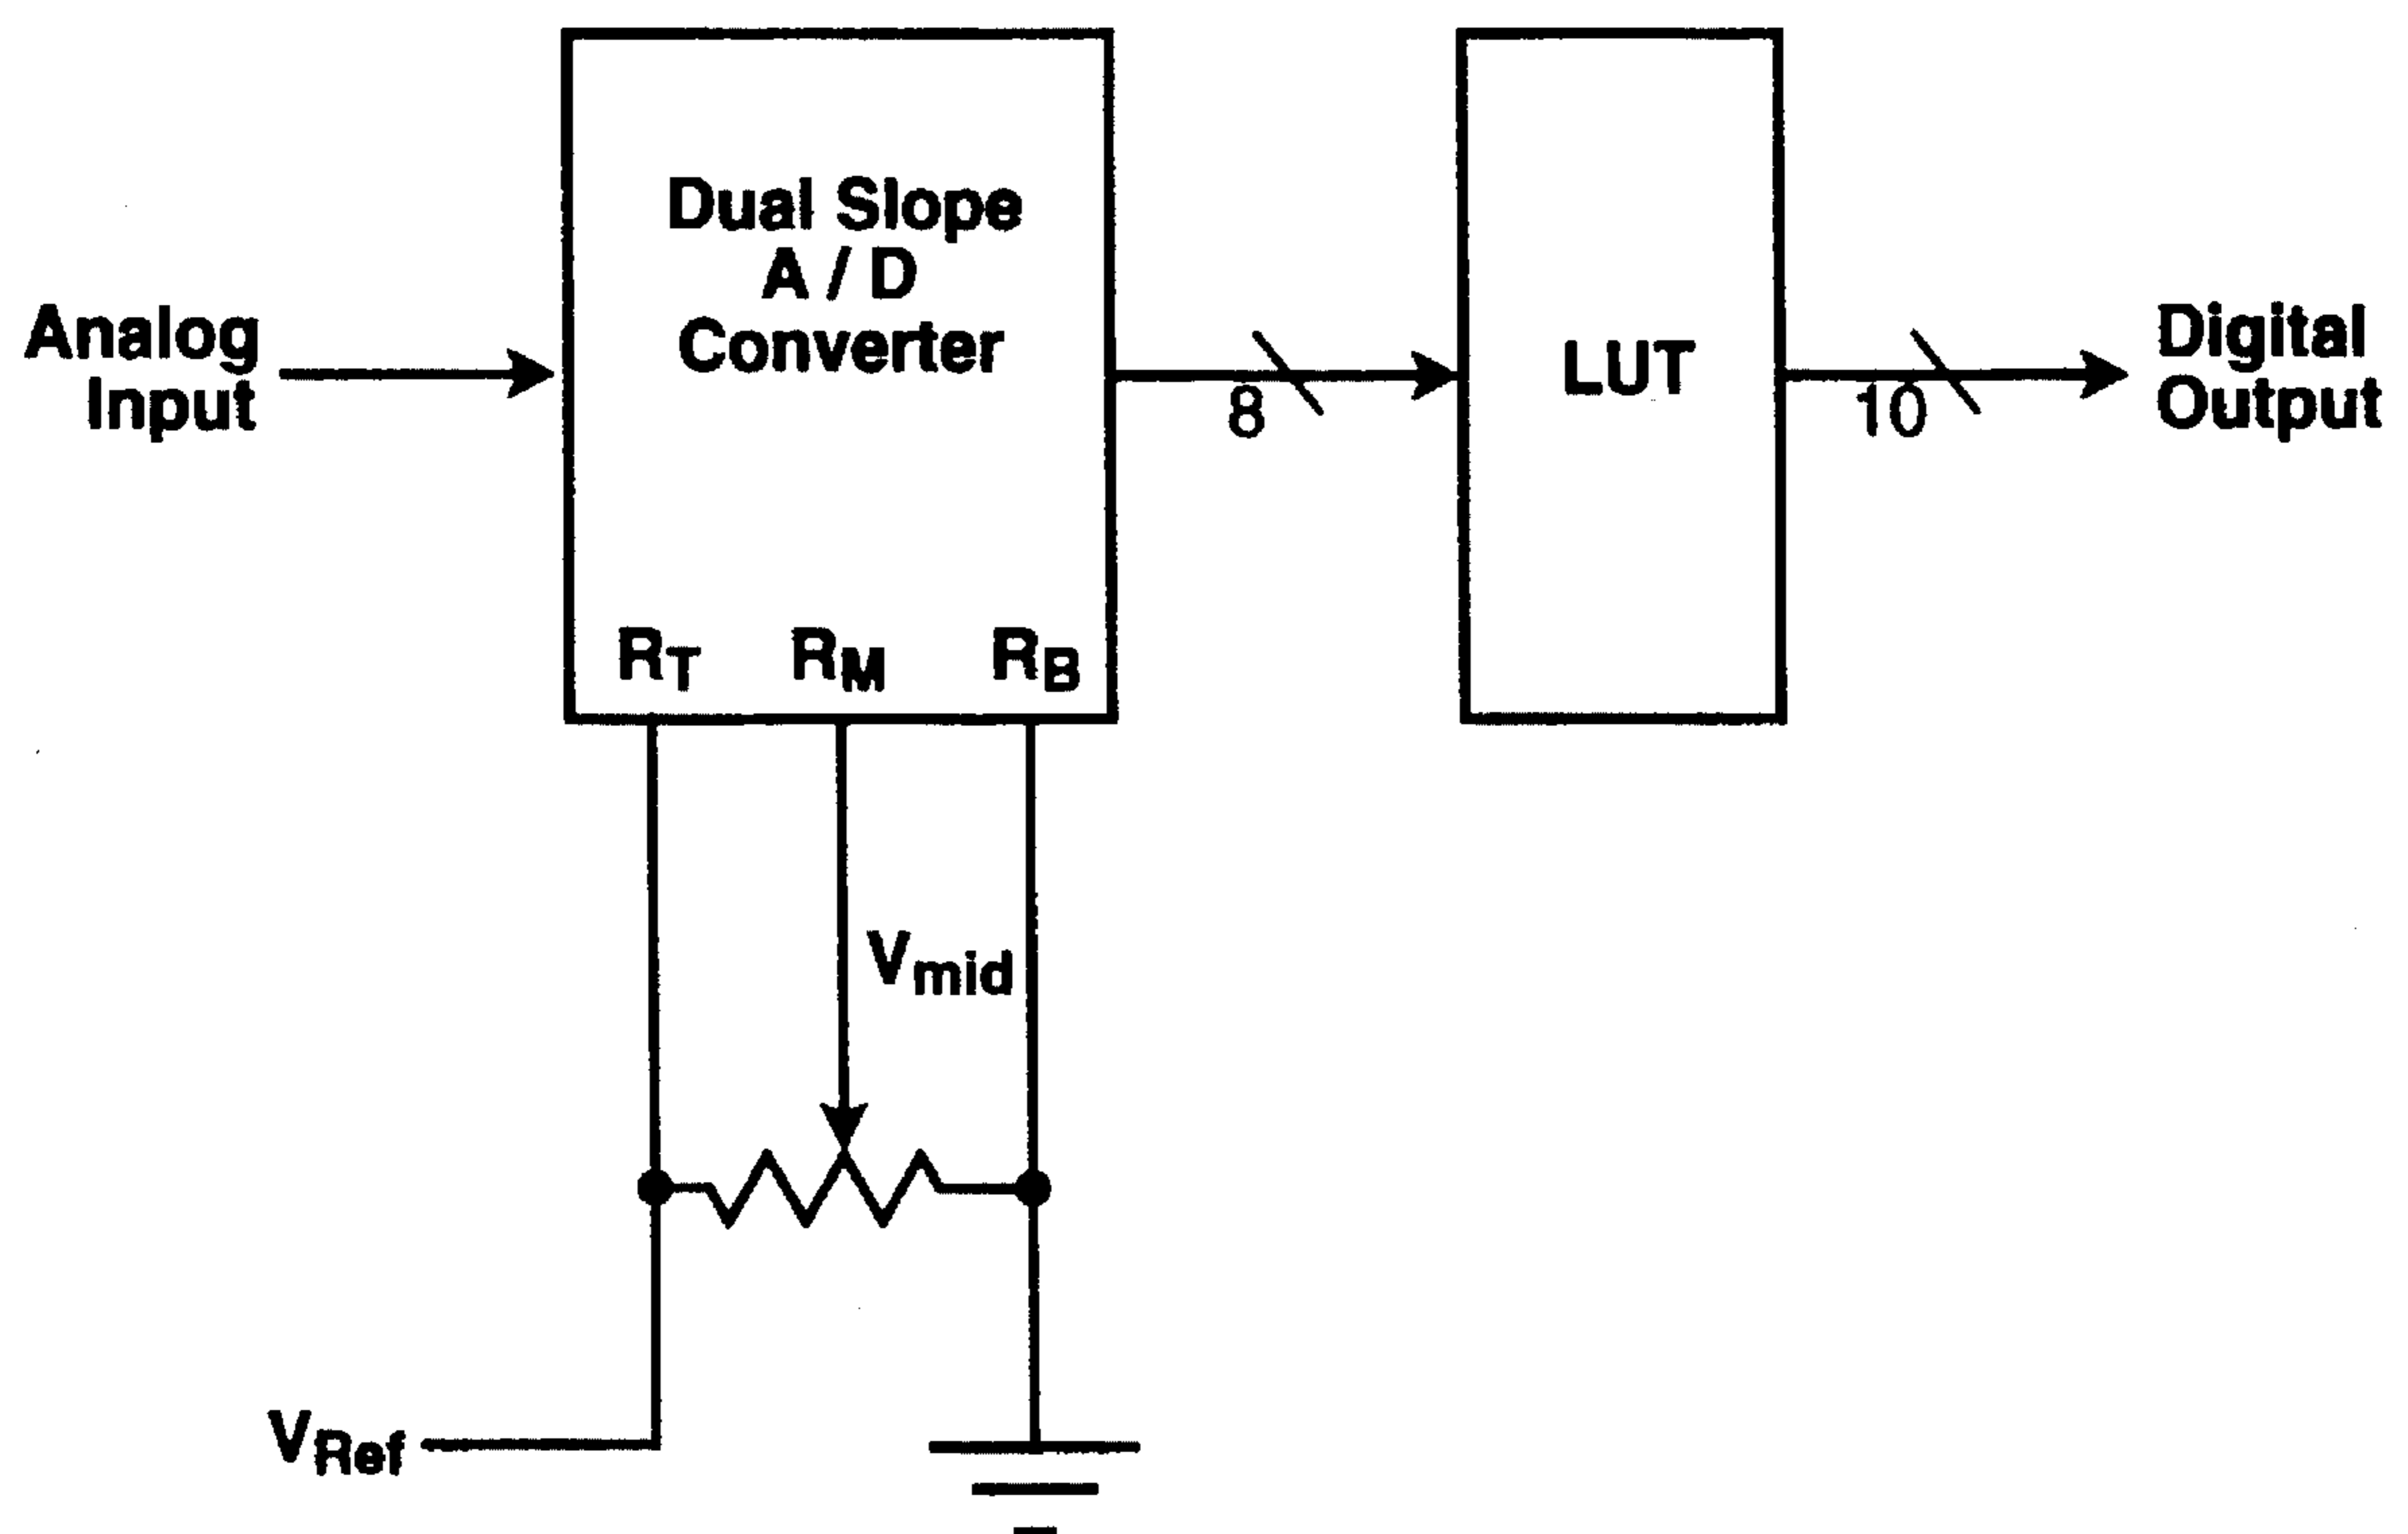 Dual Slope
A / D
Converter
Analog
Input
8
LUT
10
Digital
Output
RT
RM
RB
Vmid
VRef